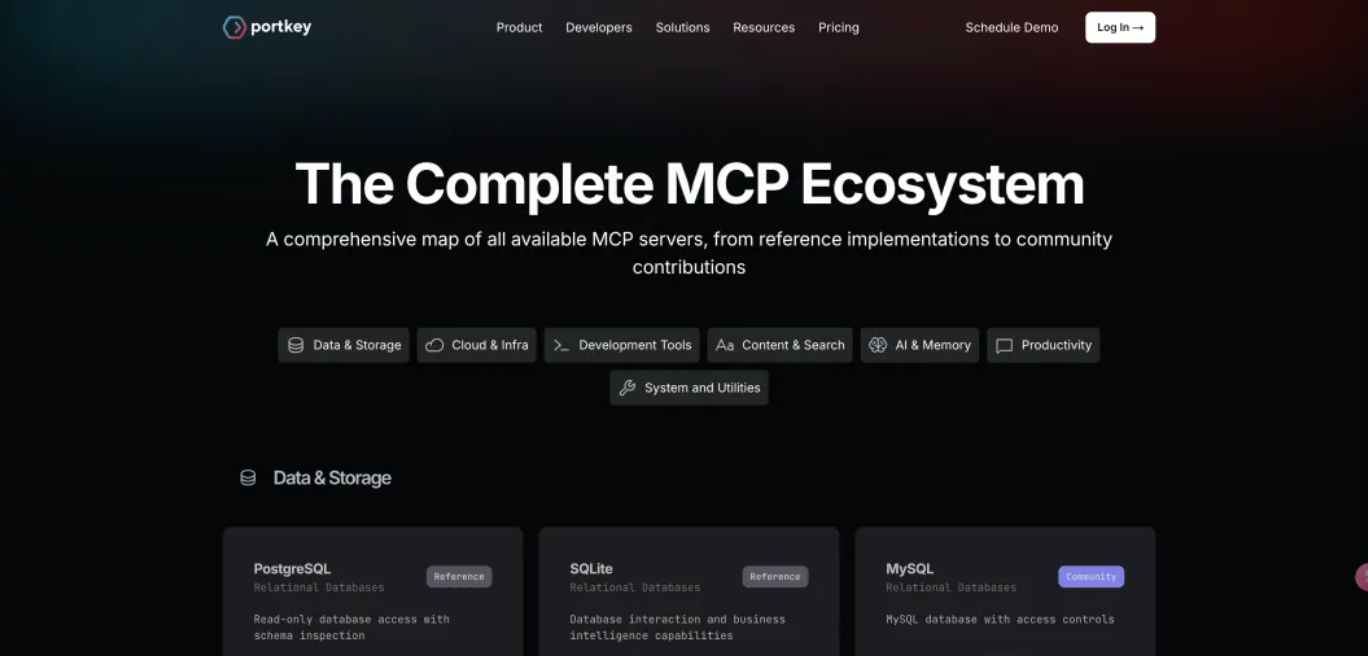 portkey
Product Developers Solutions Resources Pricing Schedule Demo Log In →
The Complete MCP Ecosystem
A comprehensive map of all available MCP servers, from reference implementations to community
contributions
Data & Storage Cloud & Infra Development Tools Aa Content & Search AI & Memory Productivity
System and Utilities
Data & Storage
PostgreSQL
Relational Databases
Reference
Read-only database access with
schema inspection
SQLite
Relational Databases
Reference
Database interaction and business
intelligence capabilities
MySQL
Relational Databases
Community
MySQL database with access controls